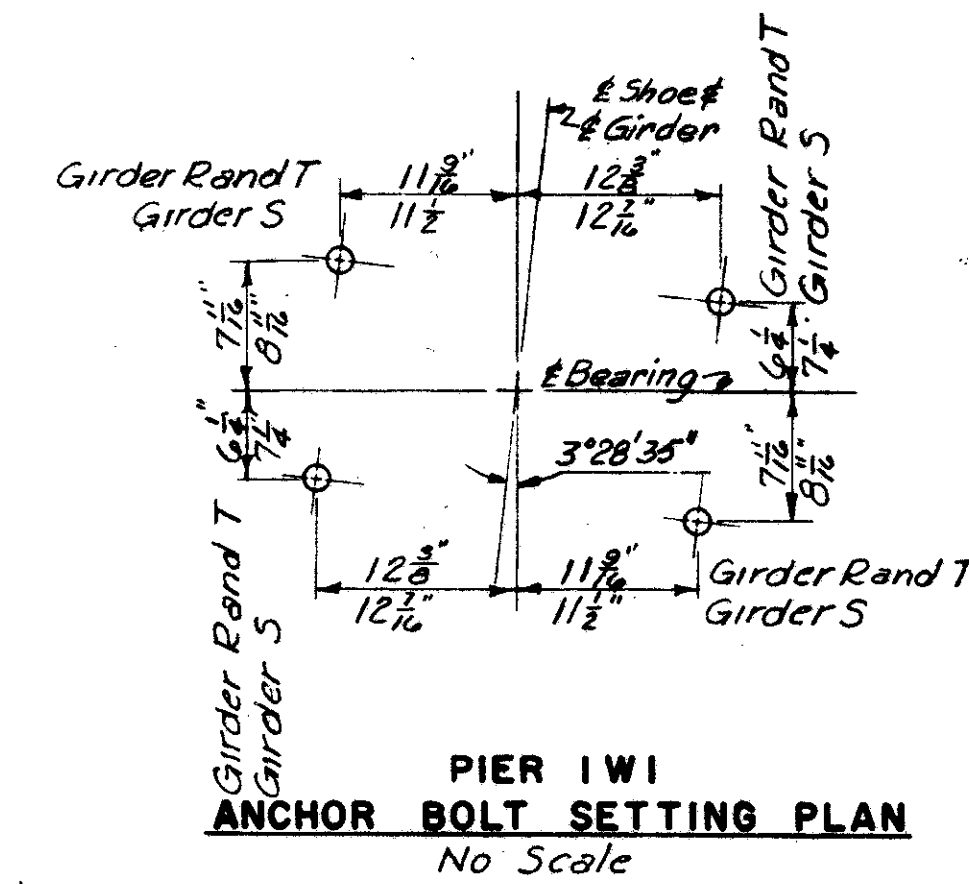 ℄ Shoe &
℄ Girder
Girder R and T
Girder S
11 9/16"
11 1/2
12 3/8"
12 7/16"
Girder R and T
Girder S
7 11/16"
8 11/16"
6 1/4
7 1/4
℄ Bearing
6 1/4"
7 1/4"
3°28'35"
7 11/16"
8 11/16"
12 3/8"
12 7/16"
11 9/16"
11 1/2"
Girder R and T
Girder S
Girder R and T
Girder S
PIER 1W1
ANCHOR BOLT SETTING PLAN
No Scale